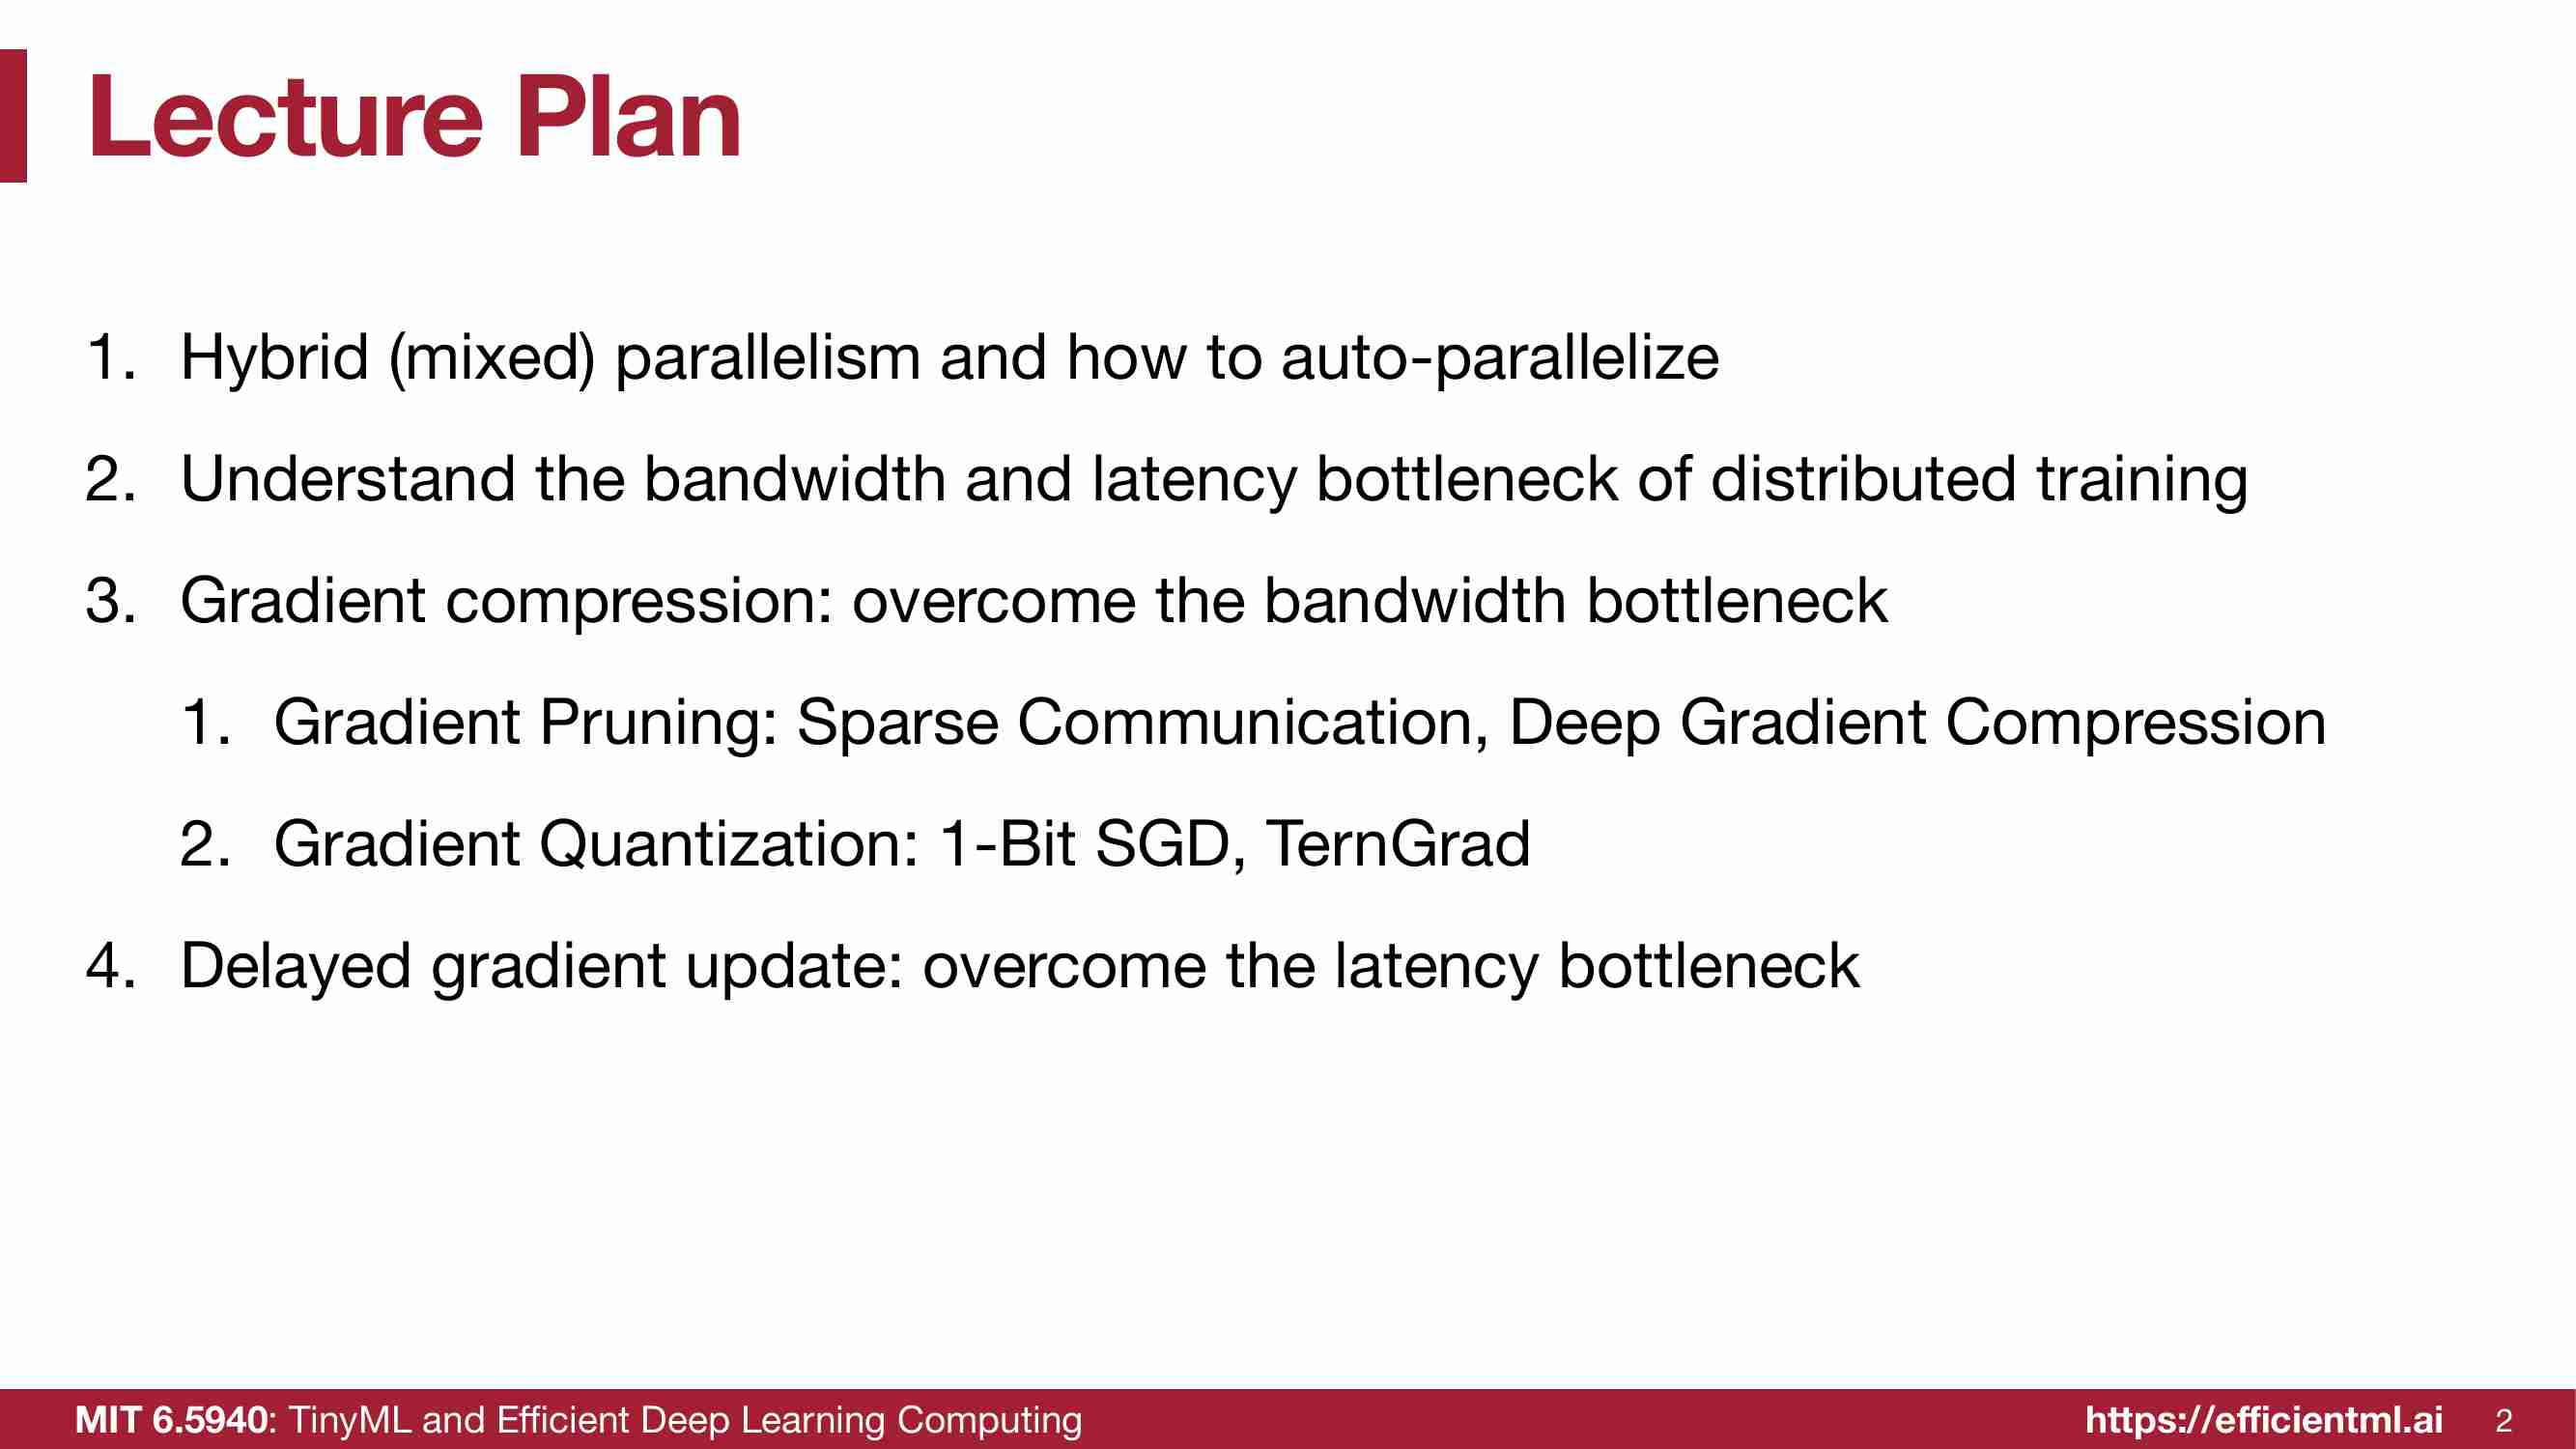 Lecture Plan
1. Hybrid (mixed) parallelism and how to auto-parallelize
2. Understand the bandwidth and latency bottleneck of distributed training
3. Gradient compression: overcome the bandwidth bottleneck
1. Gradient Pruning: Sparse Communication, Deep Gradient Compression
2. Gradient Quantization: 1-Bit SGD, TernGrad
4. Delayed gradient update: overcome the latency bottleneck
MIT 6.5940: TinyML and Efficient Deep Learning Computing
https://efficientml.ai 2